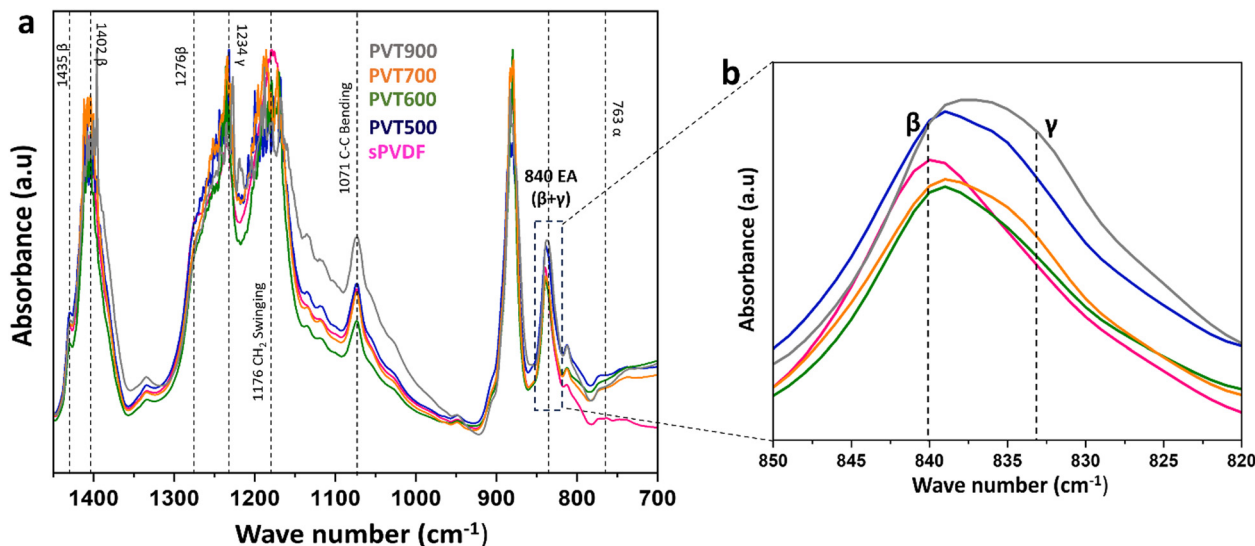 a
1435 β
1402 β
1276β
1234 γ
1176 CH₂ Swinging
1071 C-C Bending
PVT900
PVT700
PVT600
PVT500
sPVDF
840 EA
(β+γ)
763 α
Absorbance (a.u)
1400 1300 1200 1100 1000 900 800 700
Wave number (cm⁻¹)
b
β
γ
Absorbance (a.u)
850 845 840 835 830 825 820
Wave number (cm⁻¹)